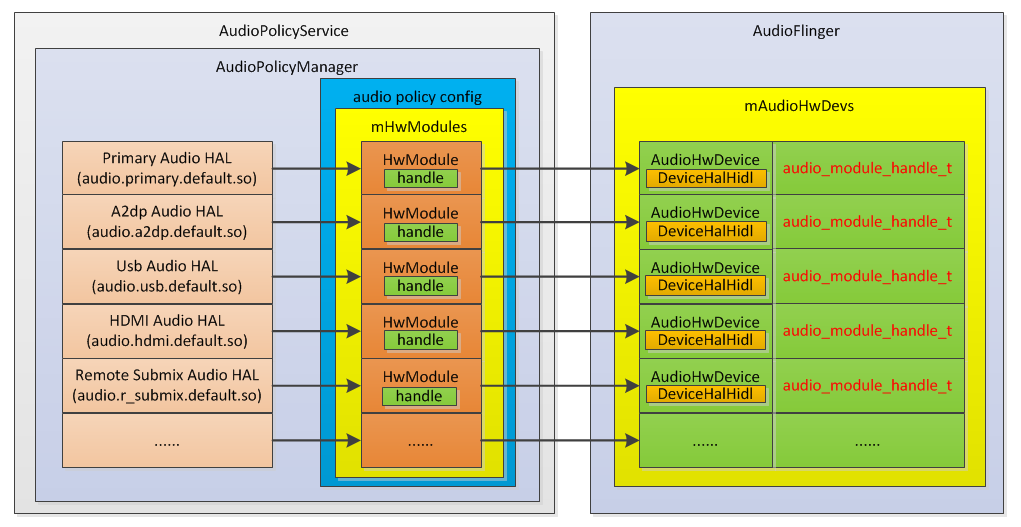 AudioPolicyService
AudioPolicyManager
audio policy config
mHwModules
Primary Audio HAL
(audio.primary.default.so)
A2dp Audio HAL
(audio.a2dp.default.so)
Usb Audio HAL
(audio.usb.default.so)
HDMI Audio HAL
(audio.hdmi.default.so)
Remote Submix Audio HAL
(audio.r_submix.default.so)
......
HwModule
handle
HwModule
handle
HwModule
handle
HwModule
handle
HwModule
handle
......
AudioFlinger
mAudioHwDevs
AudioHwDevice
DeviceHalHidl
audio_module_handle_t
AudioHwDevice
DeviceHalHidl
audio_module_handle_t
AudioHwDevice
DeviceHalHidl
audio_module_handle_t
AudioHwDevice
DeviceHalHidl
audio_module_handle_t
AudioHwDevice
DeviceHalHidl
audio_module_handle_t
......
......